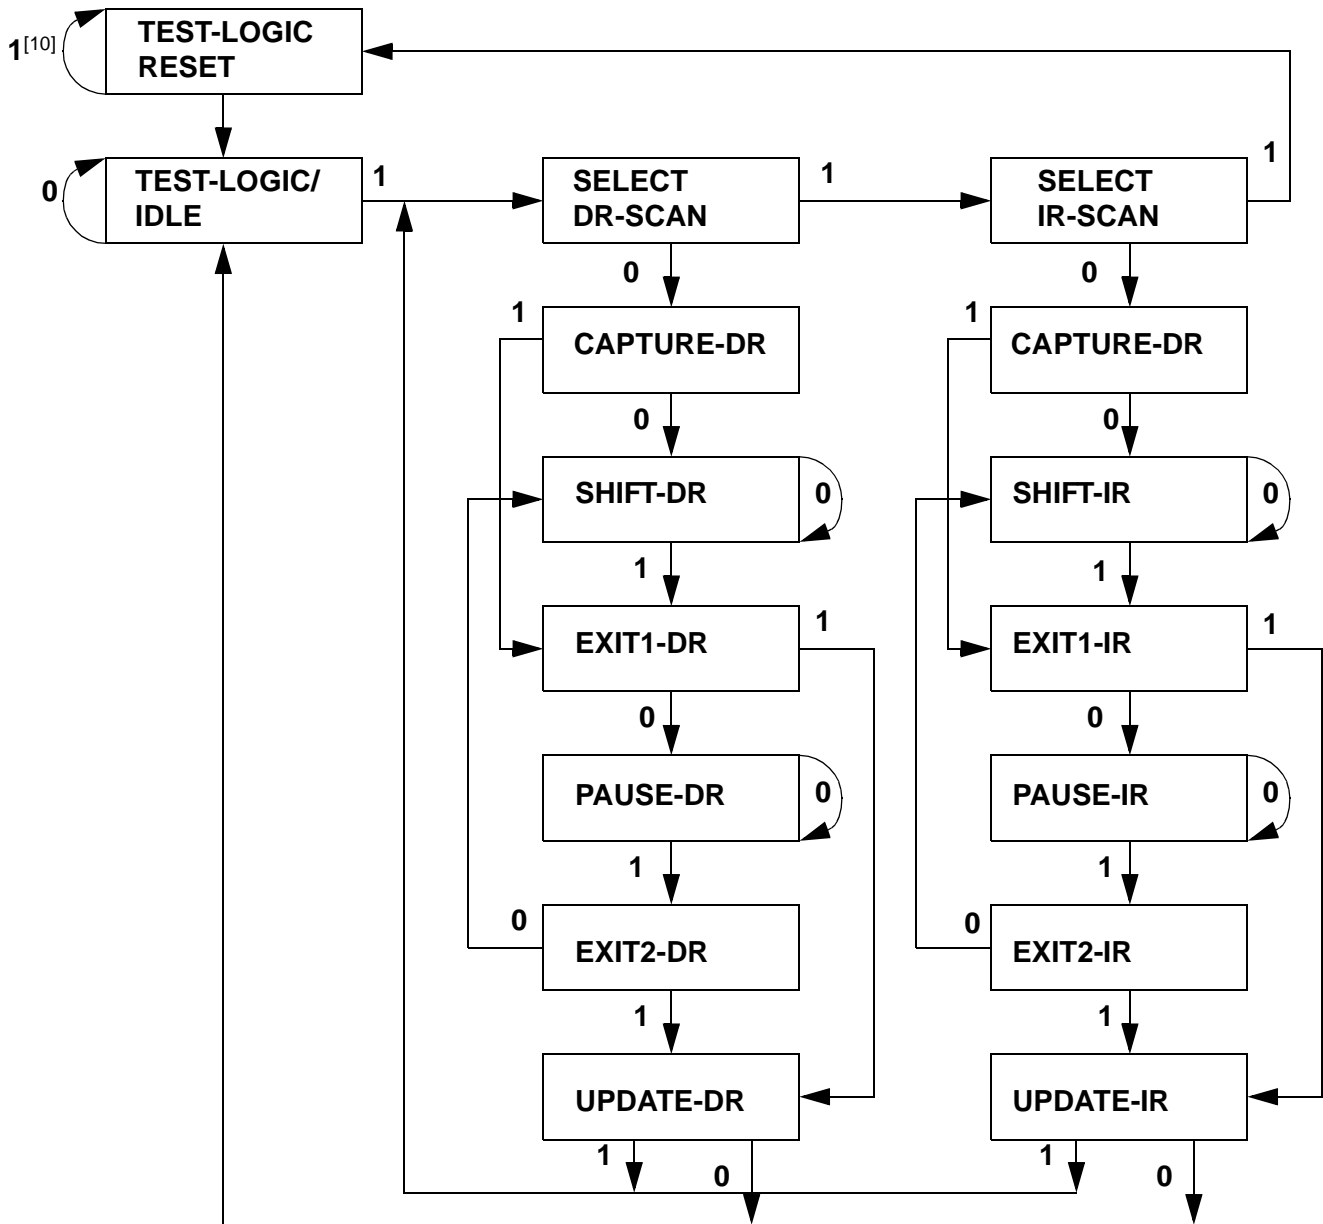 TEST-LOGIC
RESET
1[10]
TEST-LOGIC/
IDLE
0
1
SELECT
DR-SCAN
1
SELECT
IR-SCAN
1
0
0
1
CAPTURE-DR
1
CAPTURE-DR
0
0
SHIFT-DR
0
SHIFT-IR
0
1
1
EXIT1-DR
1
EXIT1-IR
1
0
0
PAUSE-DR
0
PAUSE-IR
0
1
1
0
EXIT2-DR
0
EXIT2-IR
1
1
UPDATE-DR
UPDATE-IR
1
0
1
0